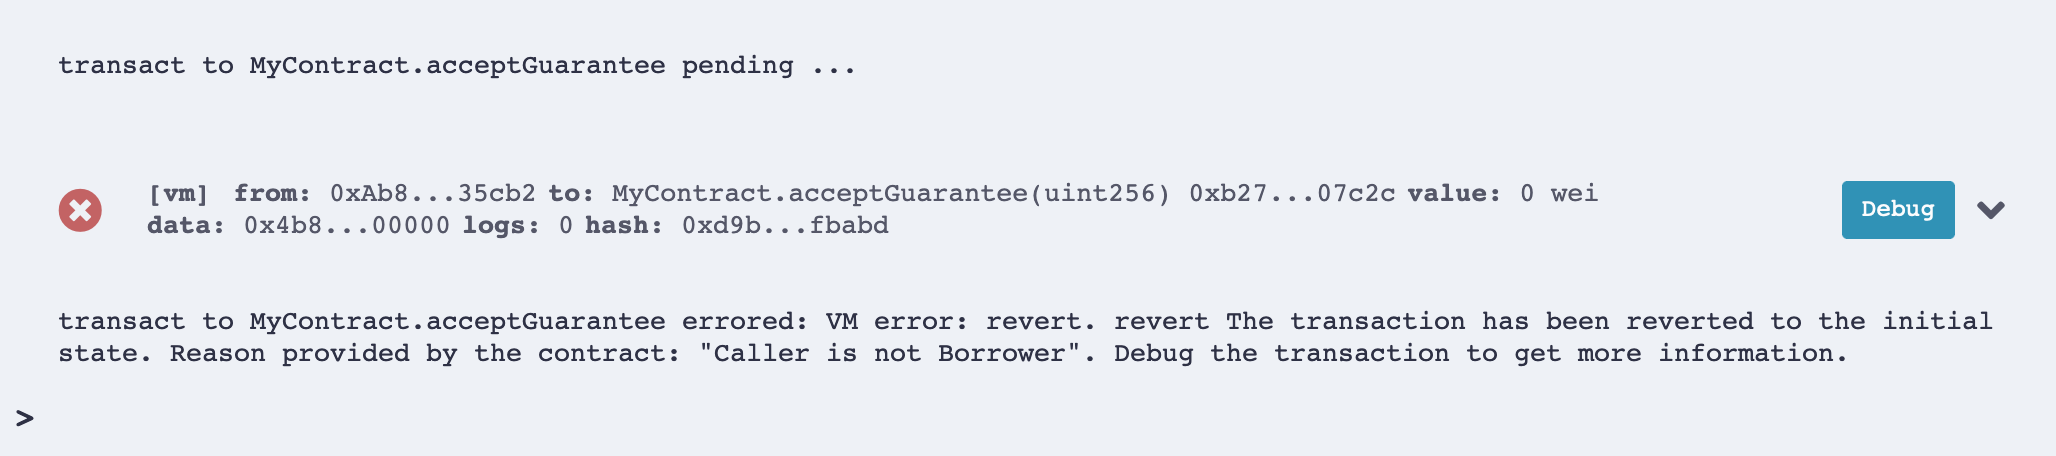 transact to MyContract.acceptGuarantee pending ...
[vm] from: 0xAb8...35cb2 to: MyContract.acceptGuarantee(uint256) 0xb27...07c2c value: 0 wei
data: 0x4b8...00000 logs: 0 hash: 0xd9b...fbabd
Debug
transact to MyContract.acceptGuarantee errored: VM error: revert. revert The transaction has been reverted to the initial
state. Reason provided by the contract: "Caller is not Borrower". Debug the transaction to get more information.
>